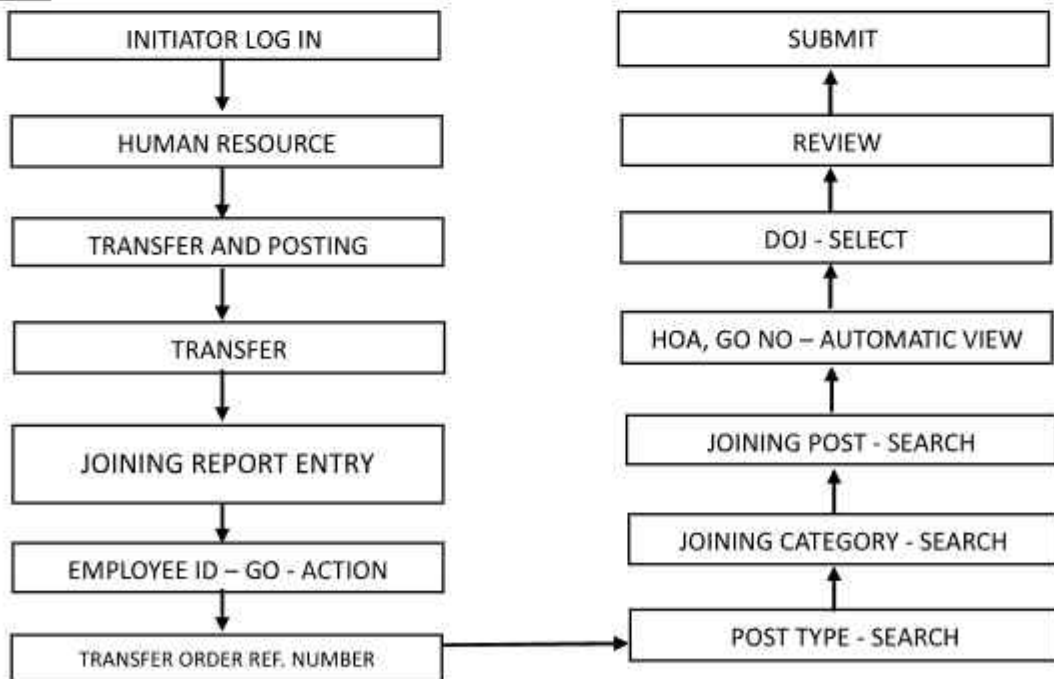 INITIATOR LOG IN
HUMAN RESOURCE
TRANSFER AND POSTING
TRANSFER
JOINING REPORT ENTRY
EMPLOYEE ID – GO - ACTION
TRANSFER ORDER REF. NUMBER
POST TYPE - SEARCH
JOINING CATEGORY - SEARCH
JOINING POST - SEARCH
HOA, GO NO – AUTOMATIC VIEW
DOJ - SELECT
REVIEW
SUBMIT